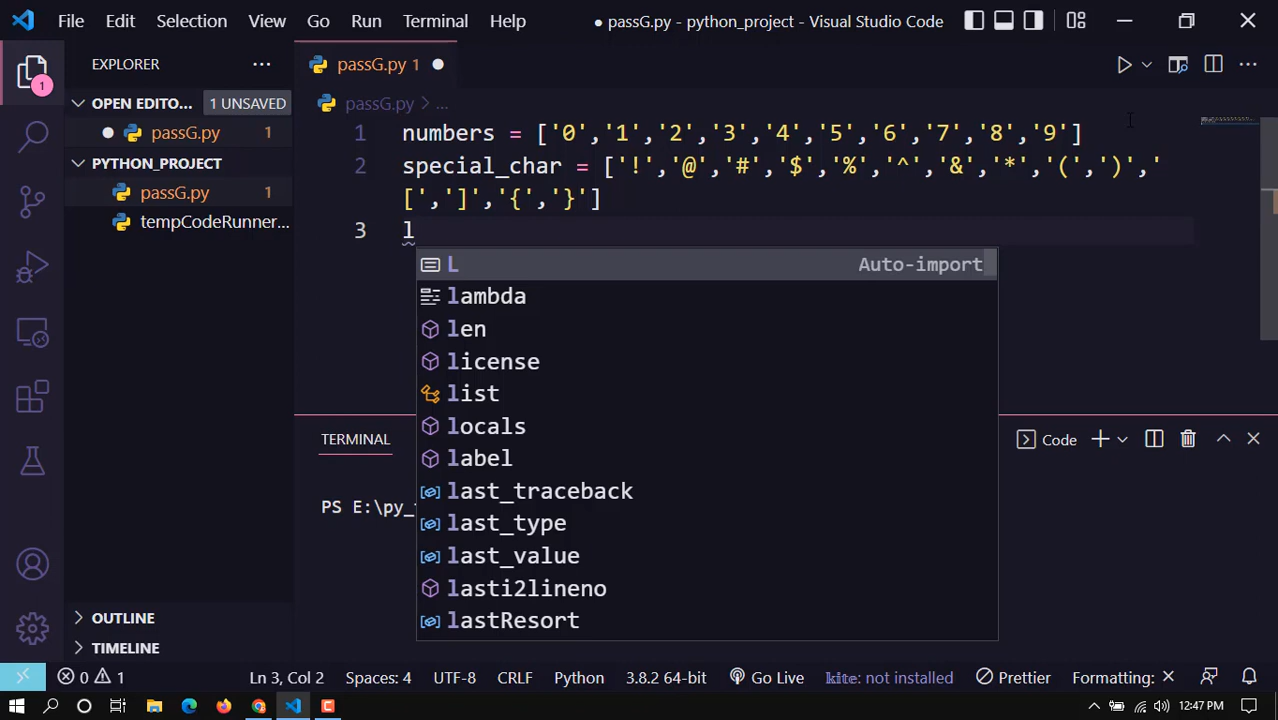 File Edit Selection View Go Run Terminal Help ● passG.py - python_project - Visual Studio Code
EXPLORER
passG.py 1
OPEN EDITO... 1 UNSAVED
passG.py 1
PYTHON_PROJECT
passG.py 1
tempCodeRunner...
passG.py > ...
1 numbers = ['0','1','2','3','4','5','6','7','8','9']
2 special_char = ['!','@','#','$','%','^','&','*','(',')','
[',']','{','}']
3 l
L Auto-import
lambda
len
license
list
locals
label
last_traceback
last_type
last_value
lasti2lineno
lastResort
TERMINAL
Code
PS E:\py_
OUTLINE
TIMELINE
1
0 1 Ln 3, Col 2 Spaces: 4 UTF-8 CRLF Python 3.8.2 64-bit Go Live kite: not installed Prettier Formatting: ×
12:47 PM